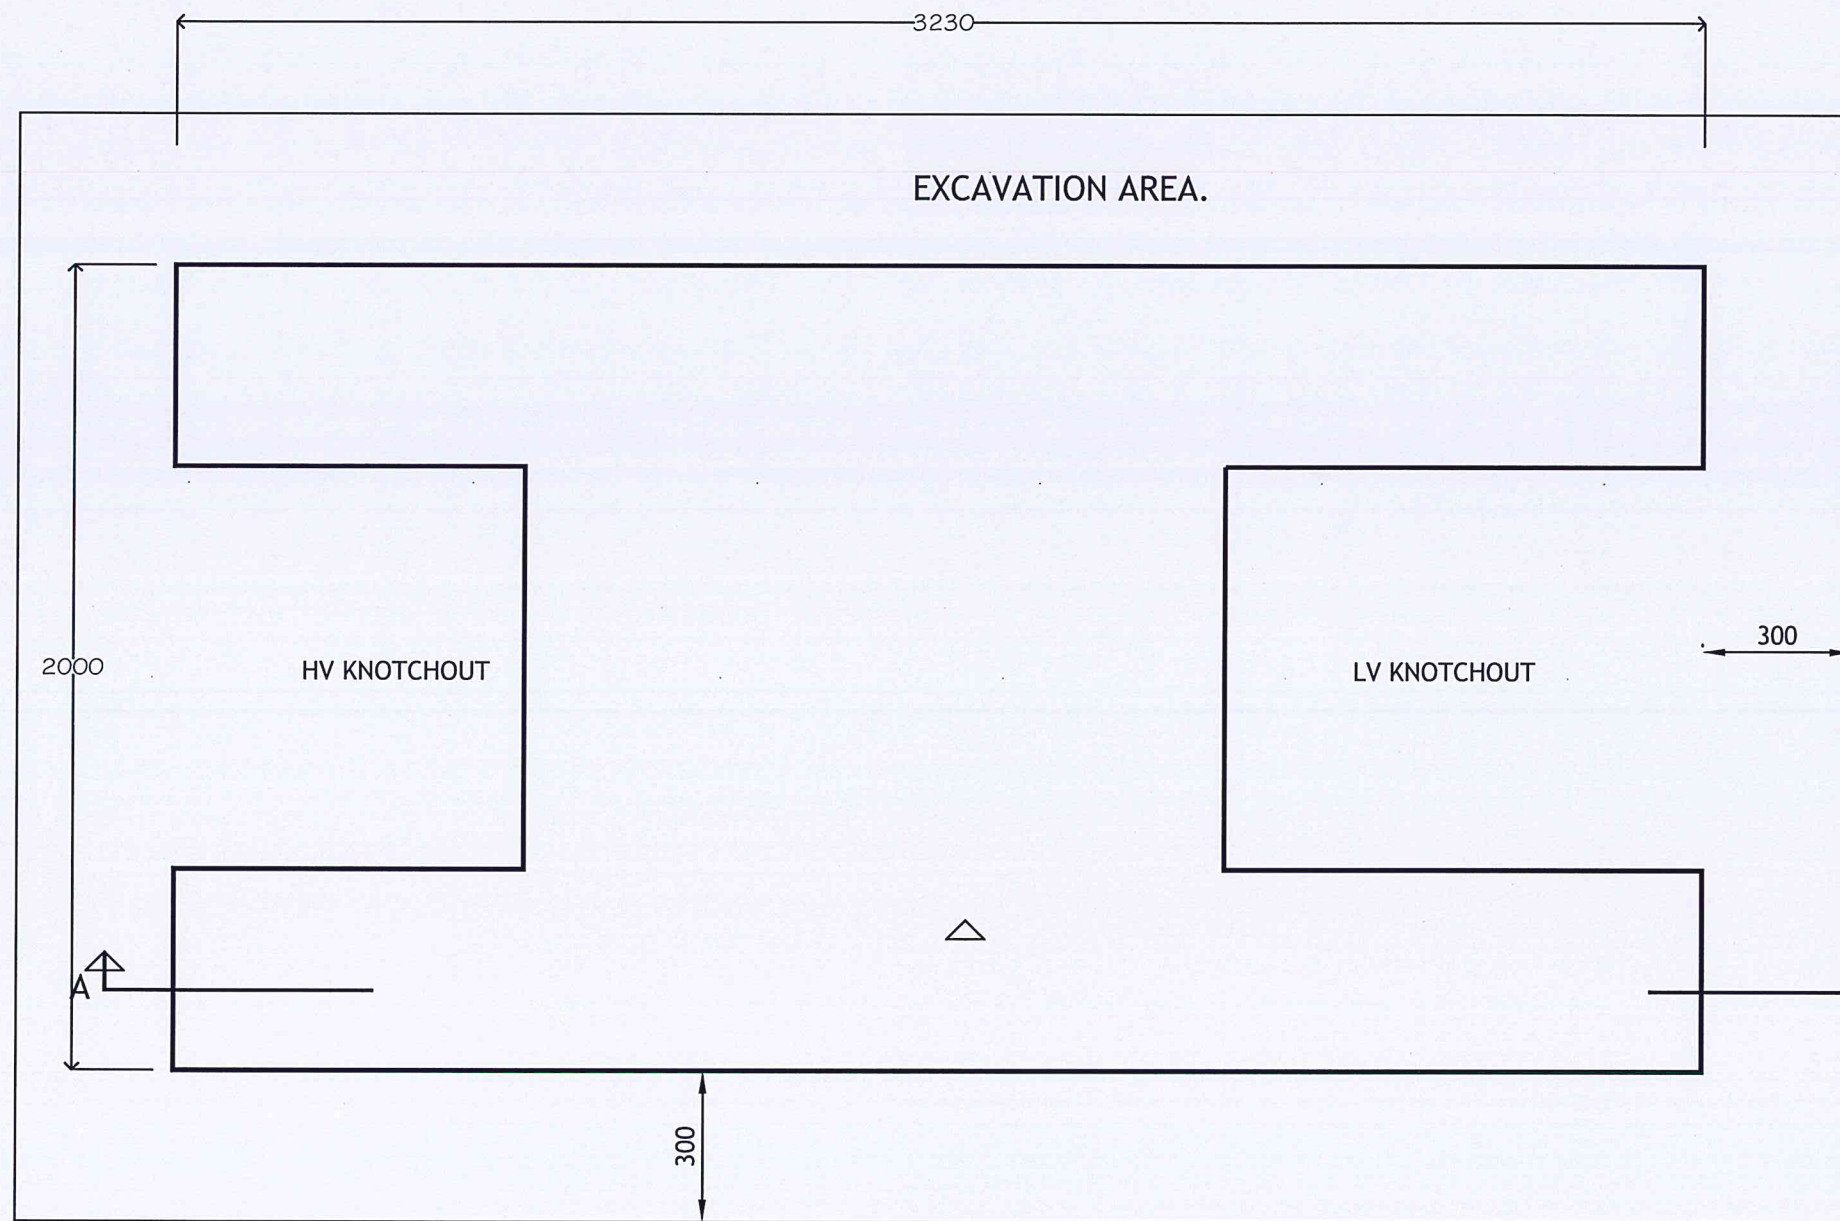 3230
EXCAVATION AREA.
2000
HV KNOTCHOUT
LV KNOTCHOUT
300
A
300